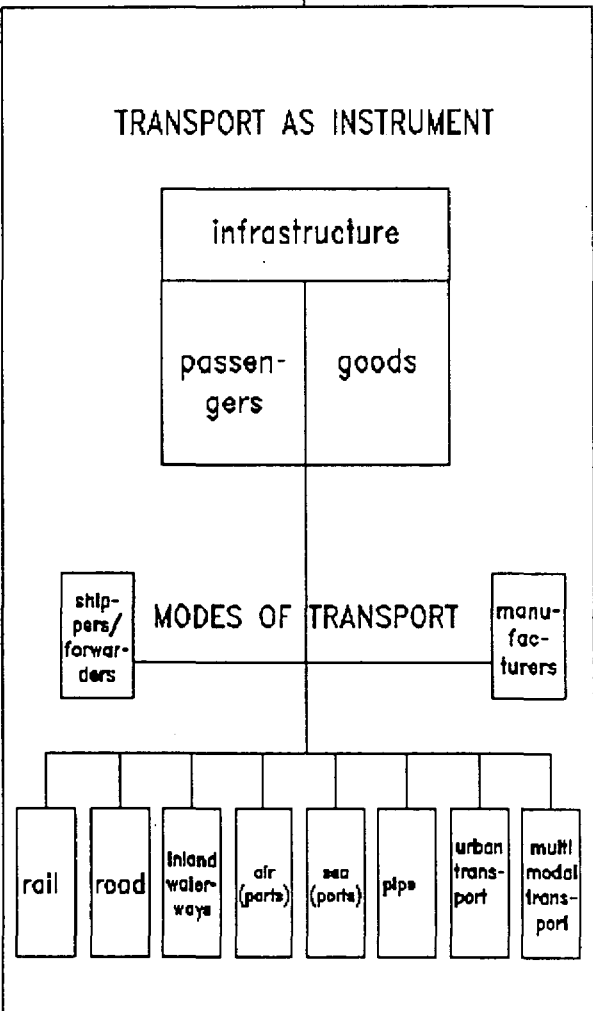 TRANSPORT AS INSTRUMENT
infrastructure
passen-
gers
goods
ship-
pers/
forwar-
ders
MODES OF TRANSPORT
manu-
fac-
turers
rail
road
inland
water-
ways
air
(ports)
sea
(ports)
pipe
urban
trans-
port
multi
modal
trans-
port